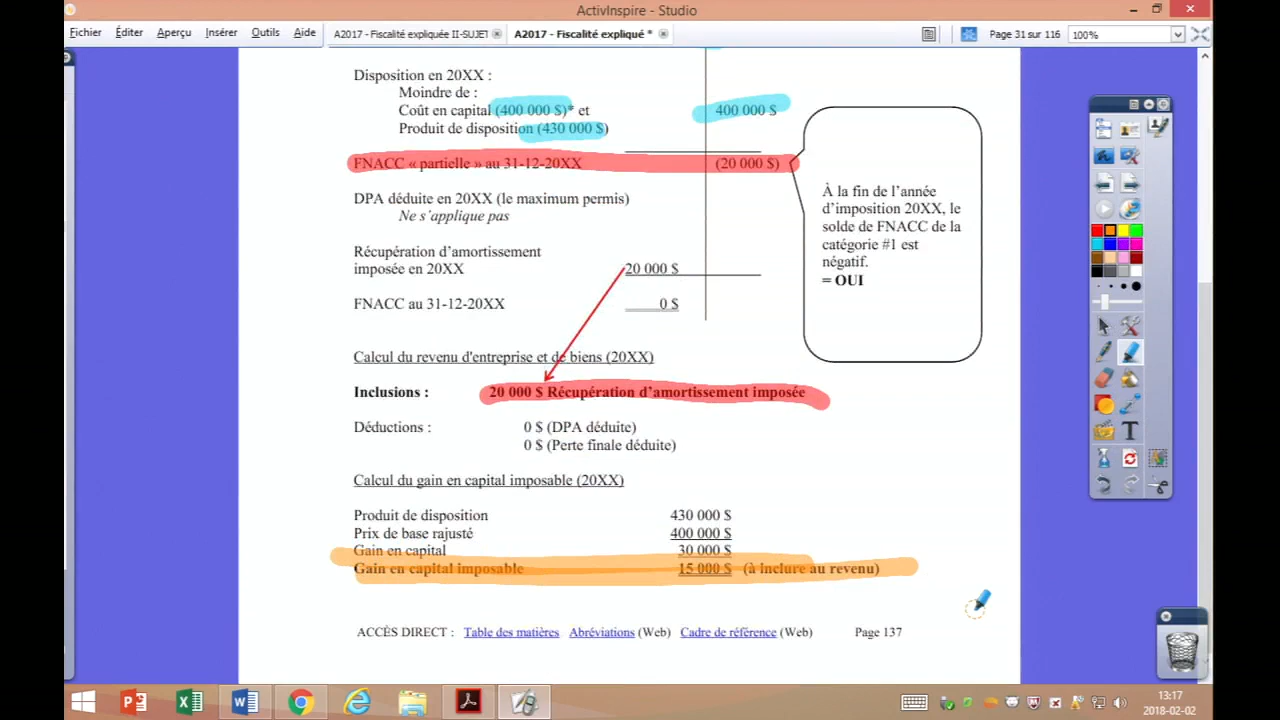 ActivInspire - Studio
Fichier Éditer Aperçu Insérer Outils Aide
A2017 - Fiscalité expliquée II-SUJET
A2017 - Fiscalité expliqué *
Page 31 sur 116
100%
Disposition en 20XX :
Moindre de :
Coût en capital (400 000 $)* et 400 000 $
Produit de disposition (430 000 $)
FNACC « partielle » au 31-12-20XX (20 000 $)
DPA déduite en 20XX (le maximum permis)
Ne s'applique pas
Récupération d'amortissement
imposée en 20XX 20 000 $
FNACC au 31-12-20XX 0 $
À la fin de l'année
d'imposition 20XX, le
solde de FNACC de la
catégorie #1 est
négatif.
= OUI
Calcul du revenu d'entreprise et de biens (20XX)
Inclusions : 20 000 $ Récupération d'amortissement imposée
Déductions : 0 $ (DPA déduite)
0 $ (Perte finale déduite)
Calcul du gain en capital imposable (20XX)
Produit de disposition 430 000 $
Prix de base rajusté 400 000 $
Gain en capital 30 000 $
Gain en capital imposable 15 000 $ (à inclure au revenu)
ACCÈS DIRECT : Table des matières Abréviations (Web) Cadre de référence (Web) Page 137
13:17
2018-02-02